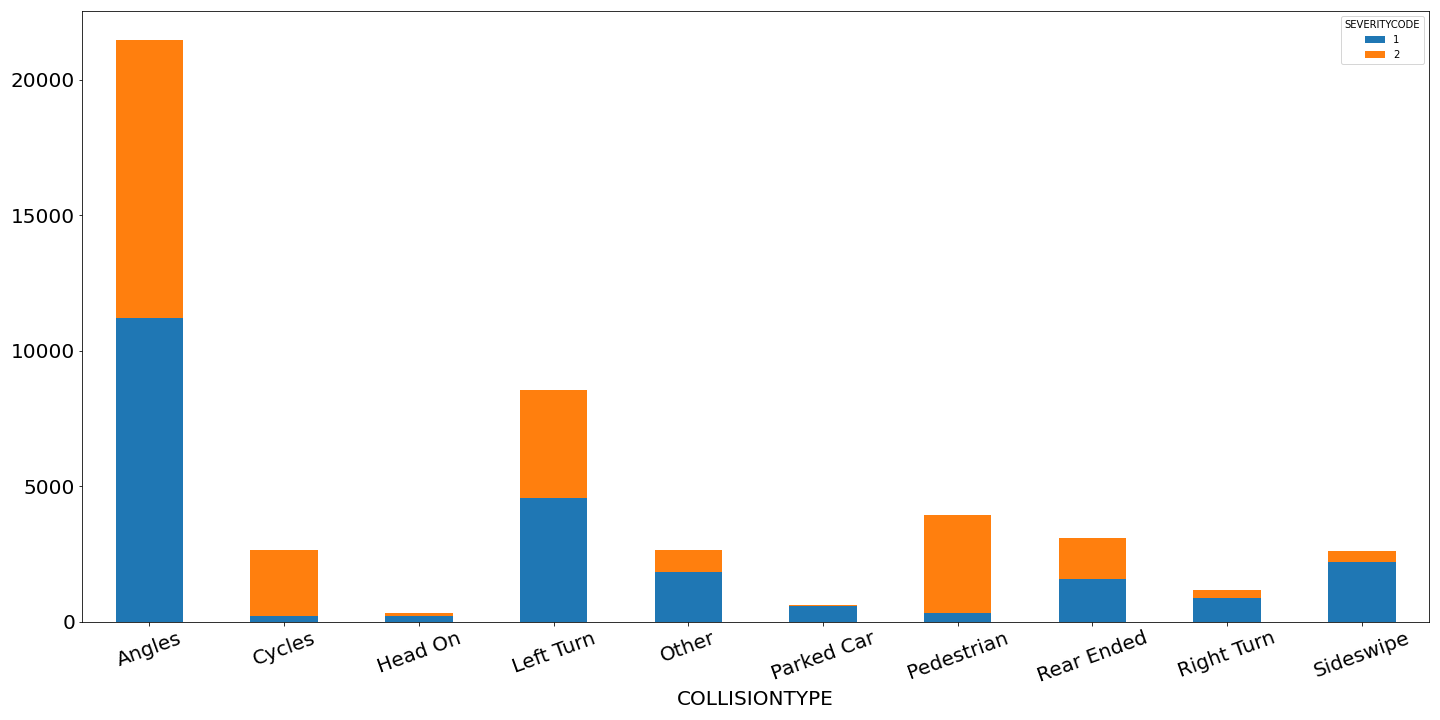 SEVERITYCODE
1
2
20000
15000
10000
5000
0
Angles Cycles Head On Left Turn Other Parked Car Pedestrian Rear Ended Right Turn Sideswipe
COLLISIONTYPE